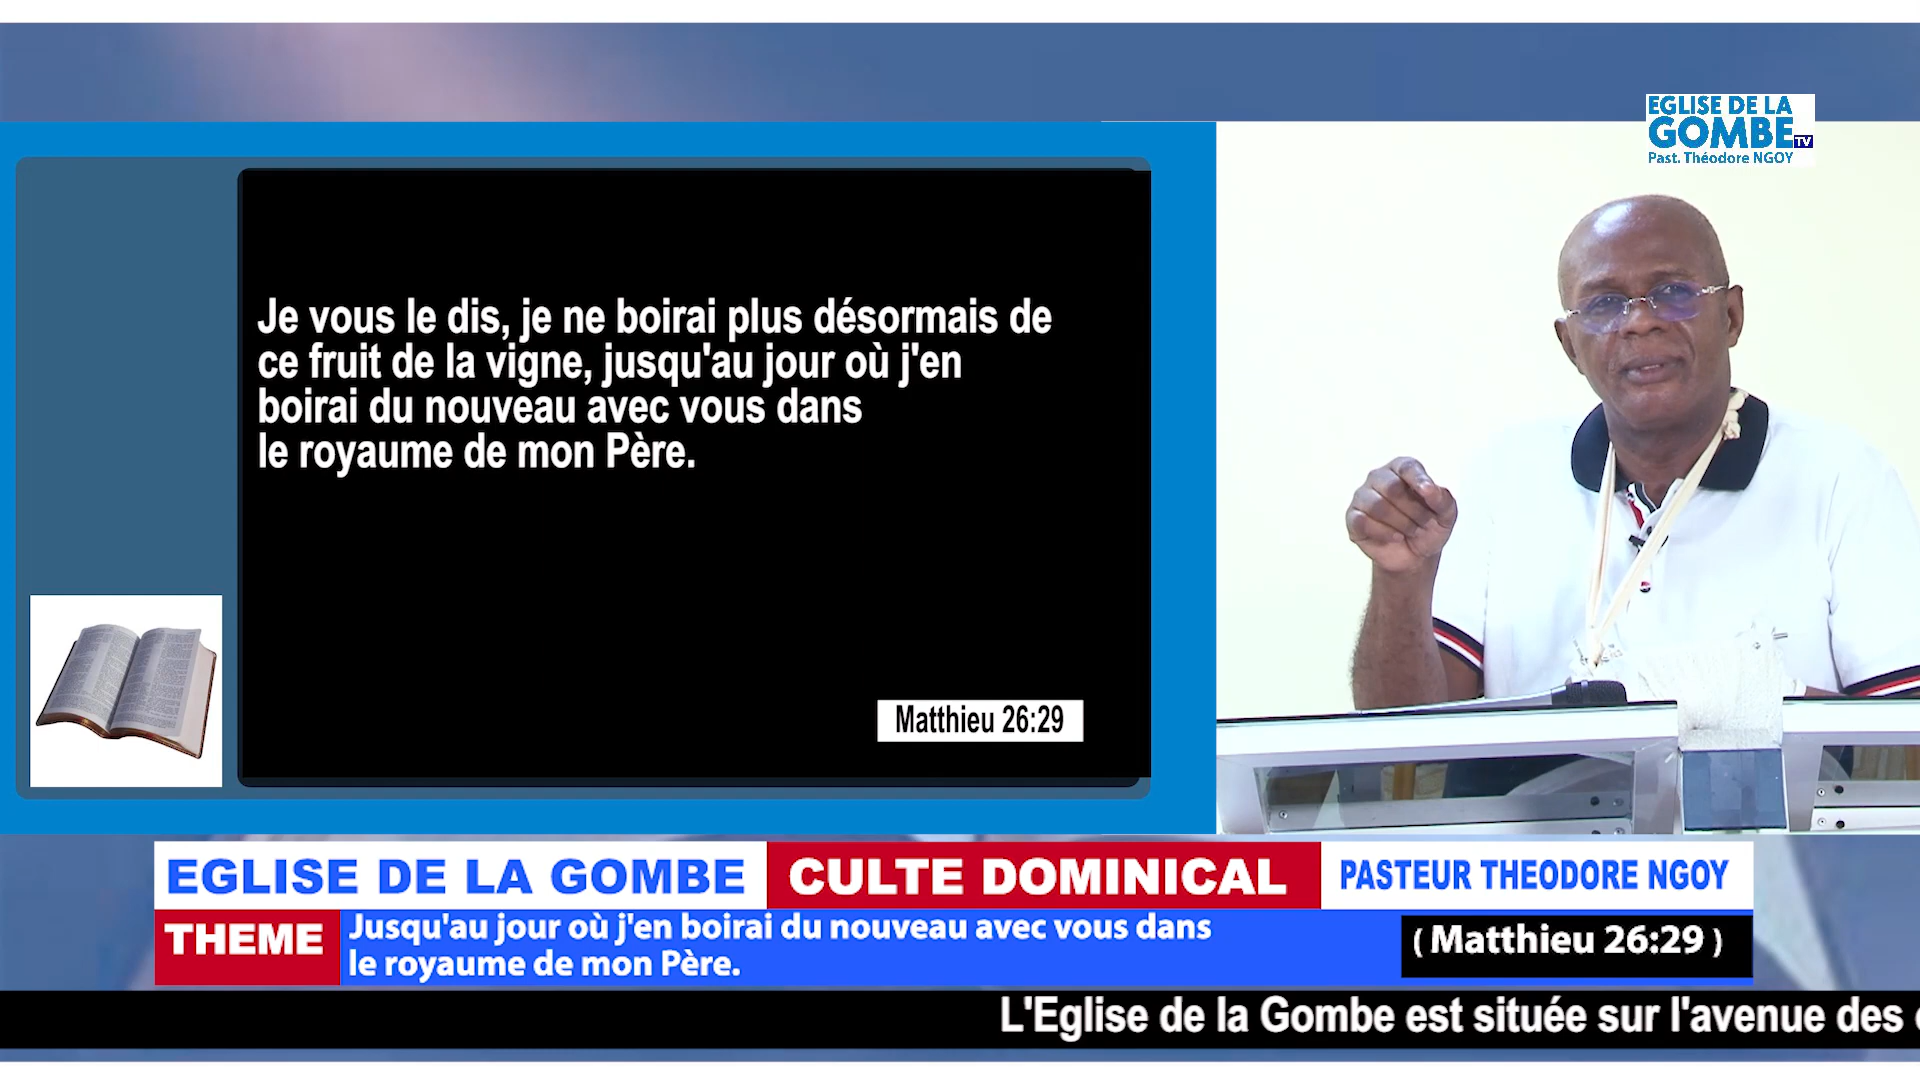 EGLISE DE LA
GOMBE TV
Past. Théodore NGOY
Je vous le dis, je ne boirai plus désormais de
ce fruit de la vigne, jusqu'au jour où j'en
boirai du nouveau avec vous dans
le royaume de mon Père.
Matthieu 26:29
EGLISE DE LA GOMBE
CULTE DOMINICAL
PASTEUR THEODORE NGOY
THEME
Jusqu'au jour où j'en boirai du nouveau avec vous dans
le royaume de mon Père.
( Matthieu 26:29 )
L'Eglise de la Gombe est située sur l'avenue des